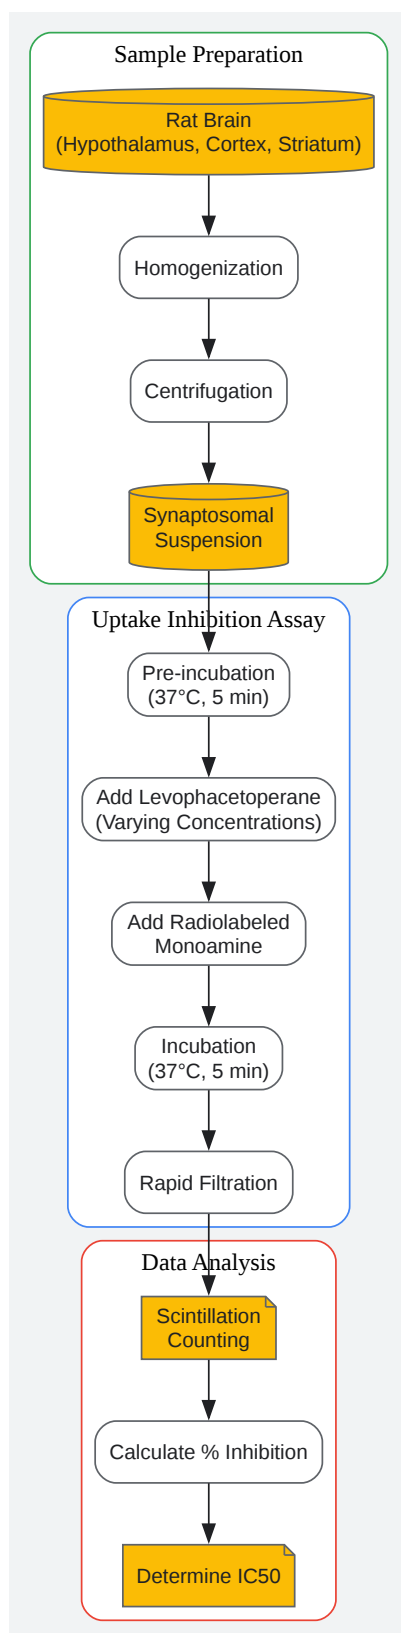 Sample Preparation
Rat Brain
(Hypothalamus, Cortex, Striatum)
Homogenization
Centrifugation
Synaptosomal
Suspension
Uptake Inhibition Assay
Pre-incubation
(37°C, 5 min)
Add Levophacetoperane
(Varying Concentrations)
Add Radiolabeled
Monoamine
Incubation
(37°C, 5 min)
Rapid Filtration
Data Analysis
Scintillation
Counting
Calculate % Inhibition
Determine IC50